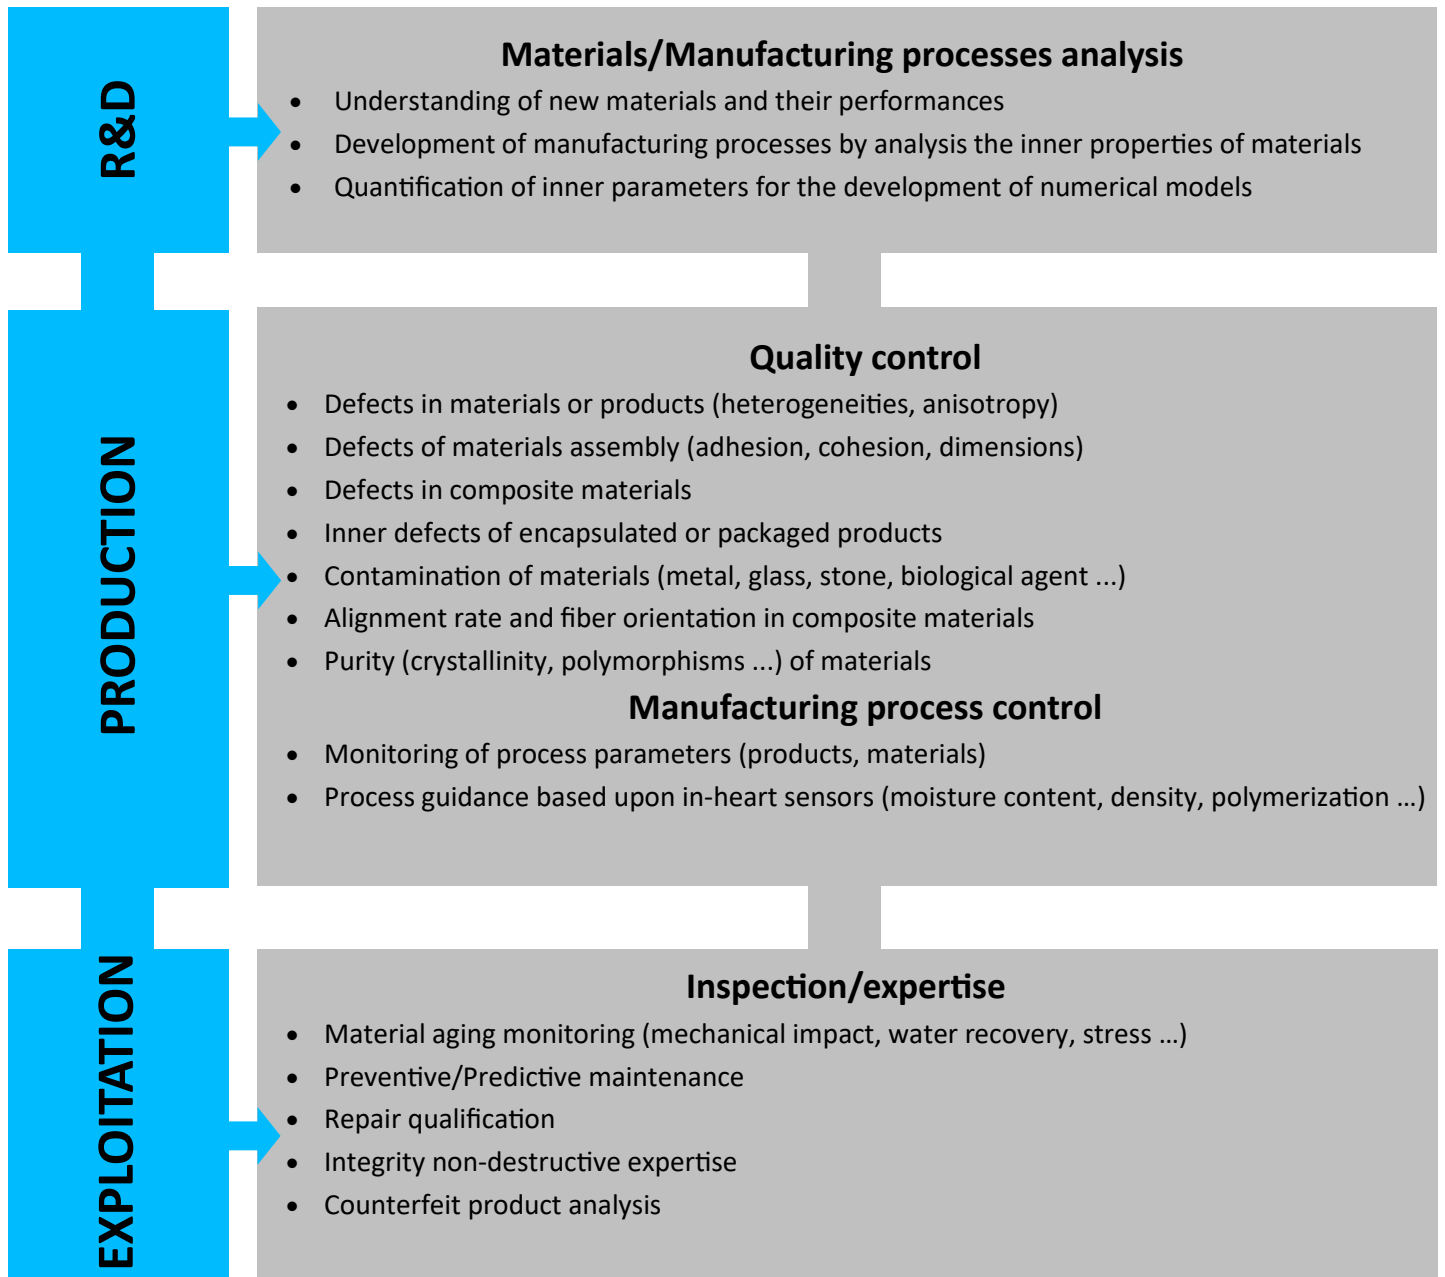 R&D
Materials/Manufacturing processes analysis
• Understanding of new materials and their performances
• Development of manufacturing processes by analysis the inner properties of materials
• Quantification of inner parameters for the development of numerical models
PRODUCTION
Quality control
• Defects in materials or products (heterogeneities, anisotropy)
• Defects of materials assembly (adhesion, cohesion, dimensions)
• Defects in composite materials
• Inner defects of encapsulated or packaged products
• Contamination of materials (metal, glass, stone, biological agent ...)
• Alignment rate and fiber orientation in composite materials
• Purity (crystallinity, polymorphisms ...) of materials
Manufacturing process control
• Monitoring of process parameters (products, materials)
• Process guidance based upon in-heart sensors (moisture content, density, polymerization ...)
EXPLOITATION
Inspection/expertise
• Material aging monitoring (mechanical impact, water recovery, stress ...)
• Preventive/Predictive maintenance
• Repair qualification
• Integrity non-destructive expertise
• Counterfeit product analysis